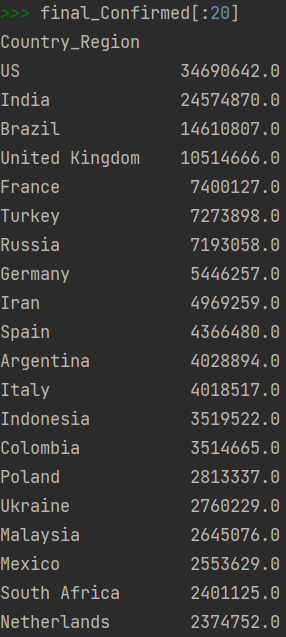 >>> final_Confirmed[:20]
Country_Region
US 34690642.0
India 24574870.0
Brazil 14610807.0
United Kingdom 10514666.0
France 7400127.0
Turkey 7273898.0
Russia 7193058.0
Germany 5446257.0
Iran 4969259.0
Spain 4366480.0
Argentina 4028894.0
Italy 4018517.0
Indonesia 3519522.0
Colombia 3514665.0
Poland 2813337.0
Ukraine 2760229.0
Malaysia 2645076.0
Mexico 2553629.0
South Africa 2401125.0
Netherlands 2374752.0